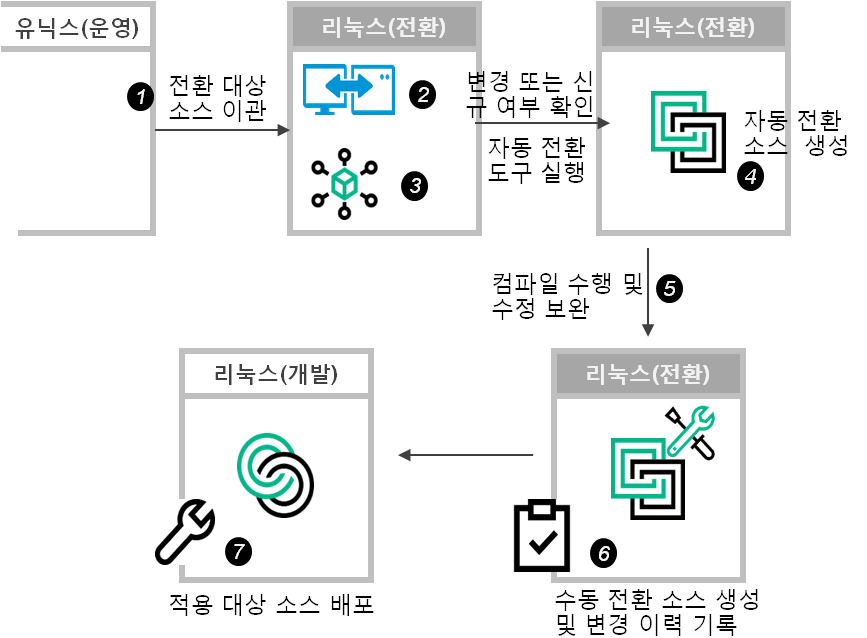 유닉스(운영)
1
전환 대상
소스 이관
리눅스(전환)
2
3
변경 또는 신
규 여부 확인
자동 전환
도구 실행
리눅스(전환)
자동 전환
소스 생성
4
컴파일 수행 및
수정 보완
5
리눅스(전환)
6
수동 전환 소스 생성
및 변경 이력 기록
리눅스(개발)
7
적용 대상 소스 배포